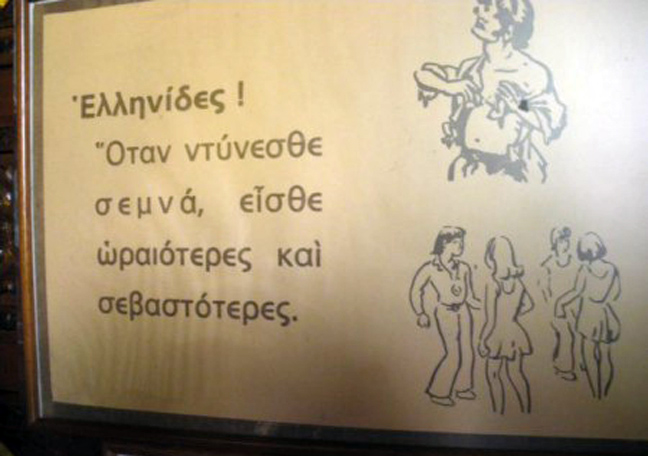 Ἑλληνίδες !
Ὅταν ντύνεσθε
σεμνά, εἶσθε
ὡραιότερες καὶ
σεβαστότερες.